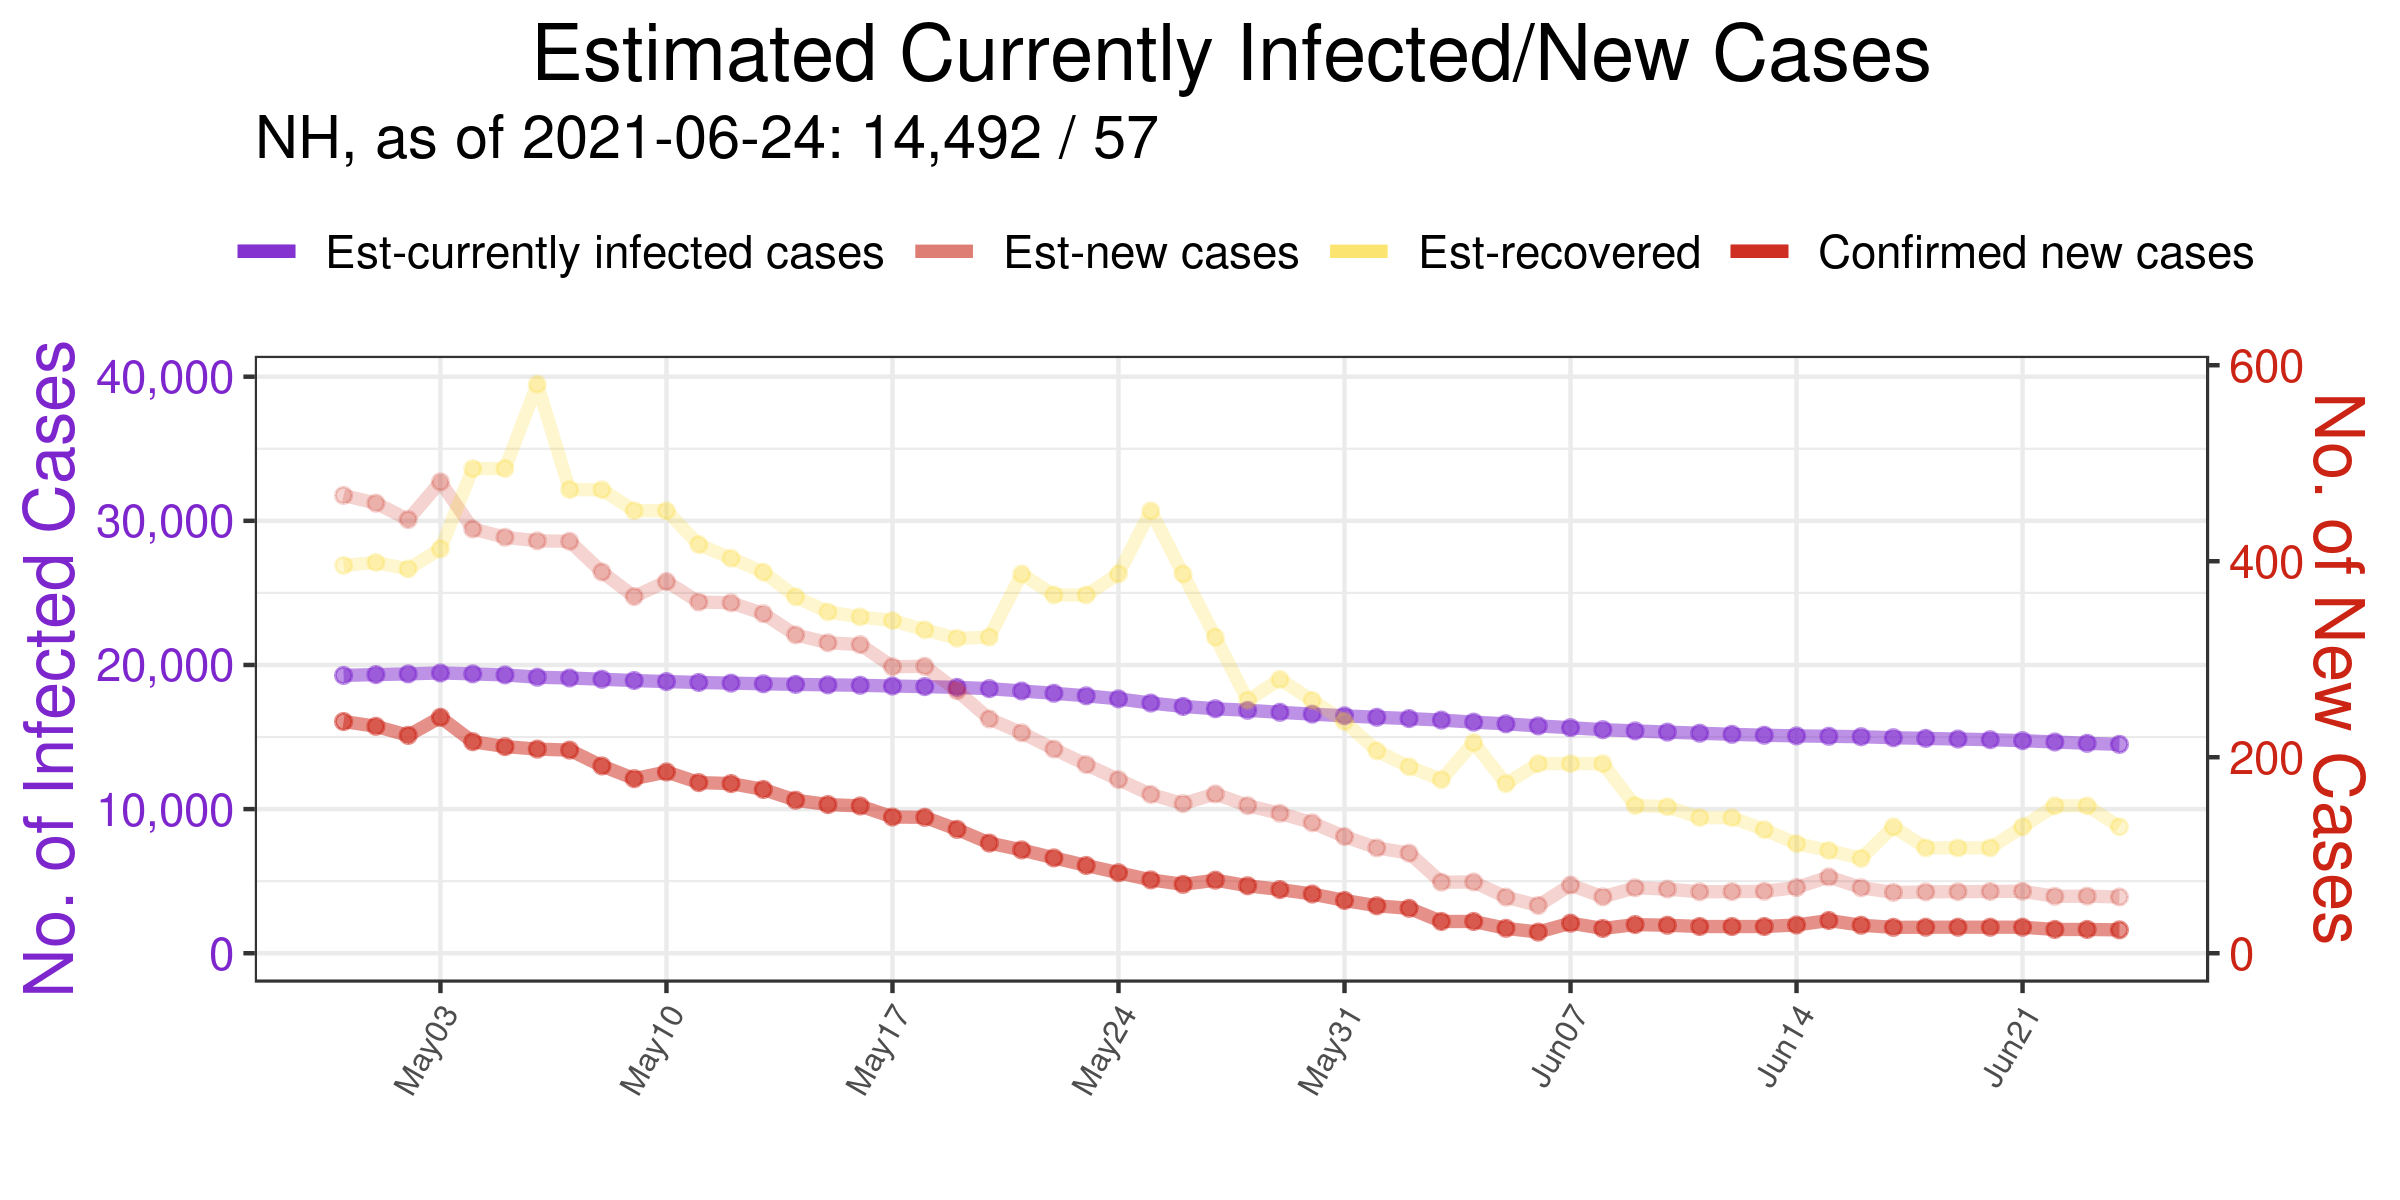 Estimated Currently Infected/New Cases
NH, as of 2021-06-24: 14,492 / 57
Est-currently infected cases Est-new cases Est-recovered Confirmed new cases
No. of Infected Cases
40,000
30,000
20,000
10,000
0
600
400
200
0
No. of New Cases
May03 May10 May17 May24 May31 Jun07 Jun14 Jun21